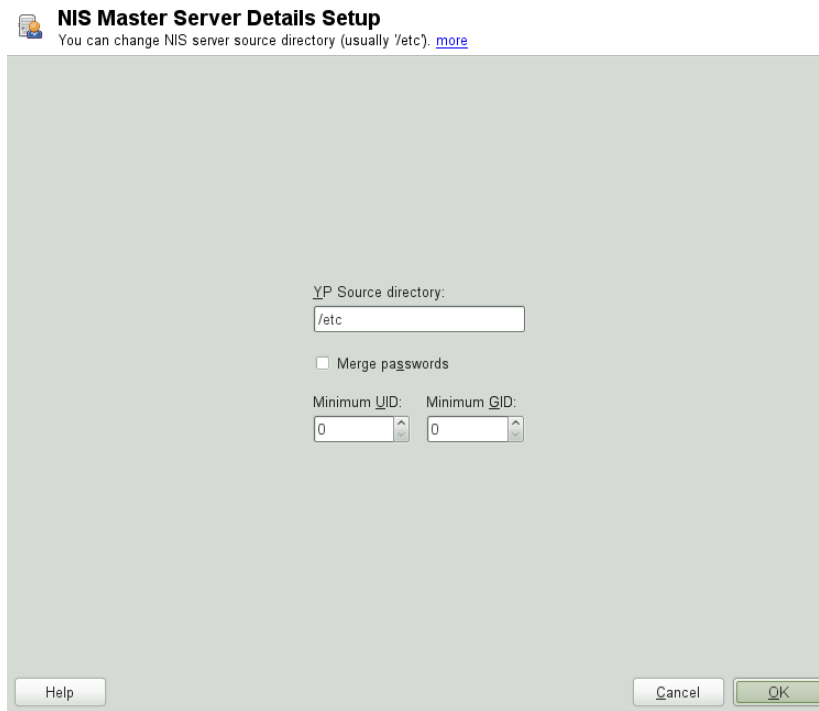 NIS Master Server Details Setup
You can change NIS server source directory (usually '/etc'). more
YP Source directory:
/etc
Merge passwords
Minimum UID: Minimum GID:
0 0
Help Cancel OK